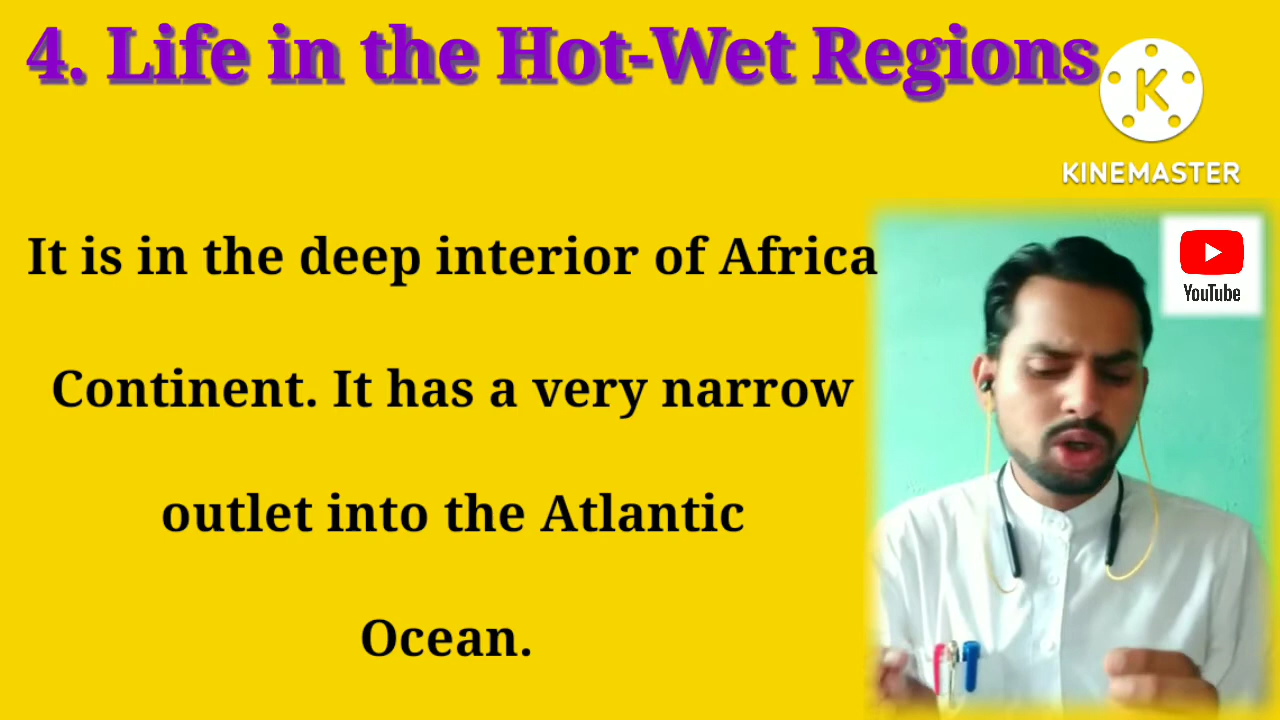 4. Life in the Hot-Wet Regions
K
KINEMASTER
It is in the deep interior of Africa
YouTube
Continent. It has a very narrow
outlet into the Atlantic
Ocean.